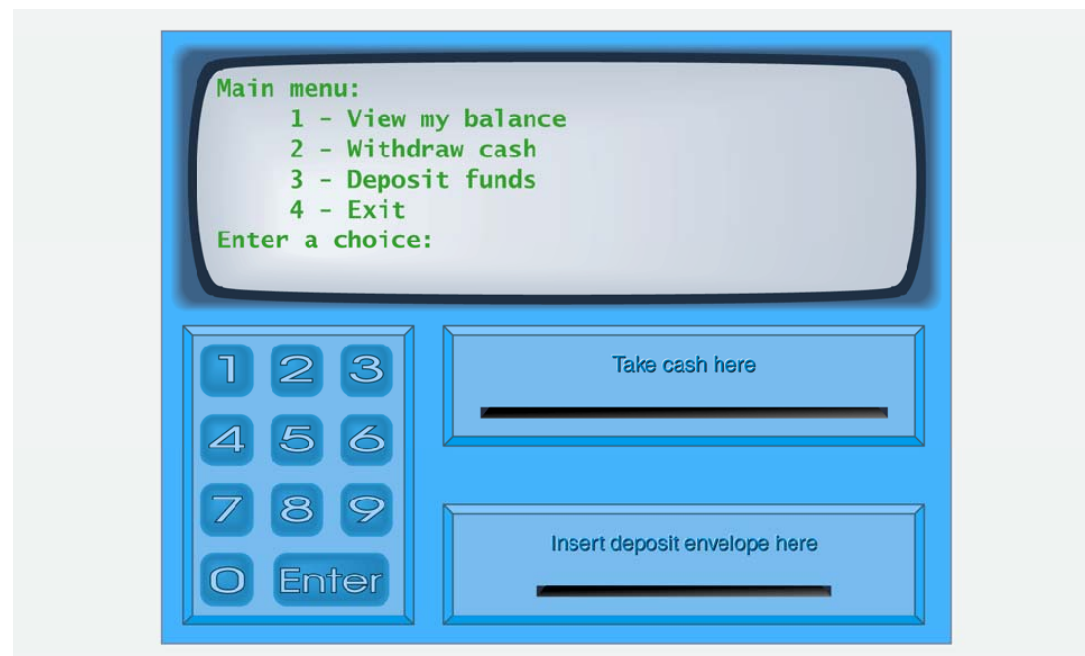 Main menu:
1 - View my balance
2 - Withdraw cash
3 - Deposit funds
4 - Exit
Enter a choice:
1 2 3
4 5 6
7 8 9
0 Enter
Take cash here
Insert deposit envelope here